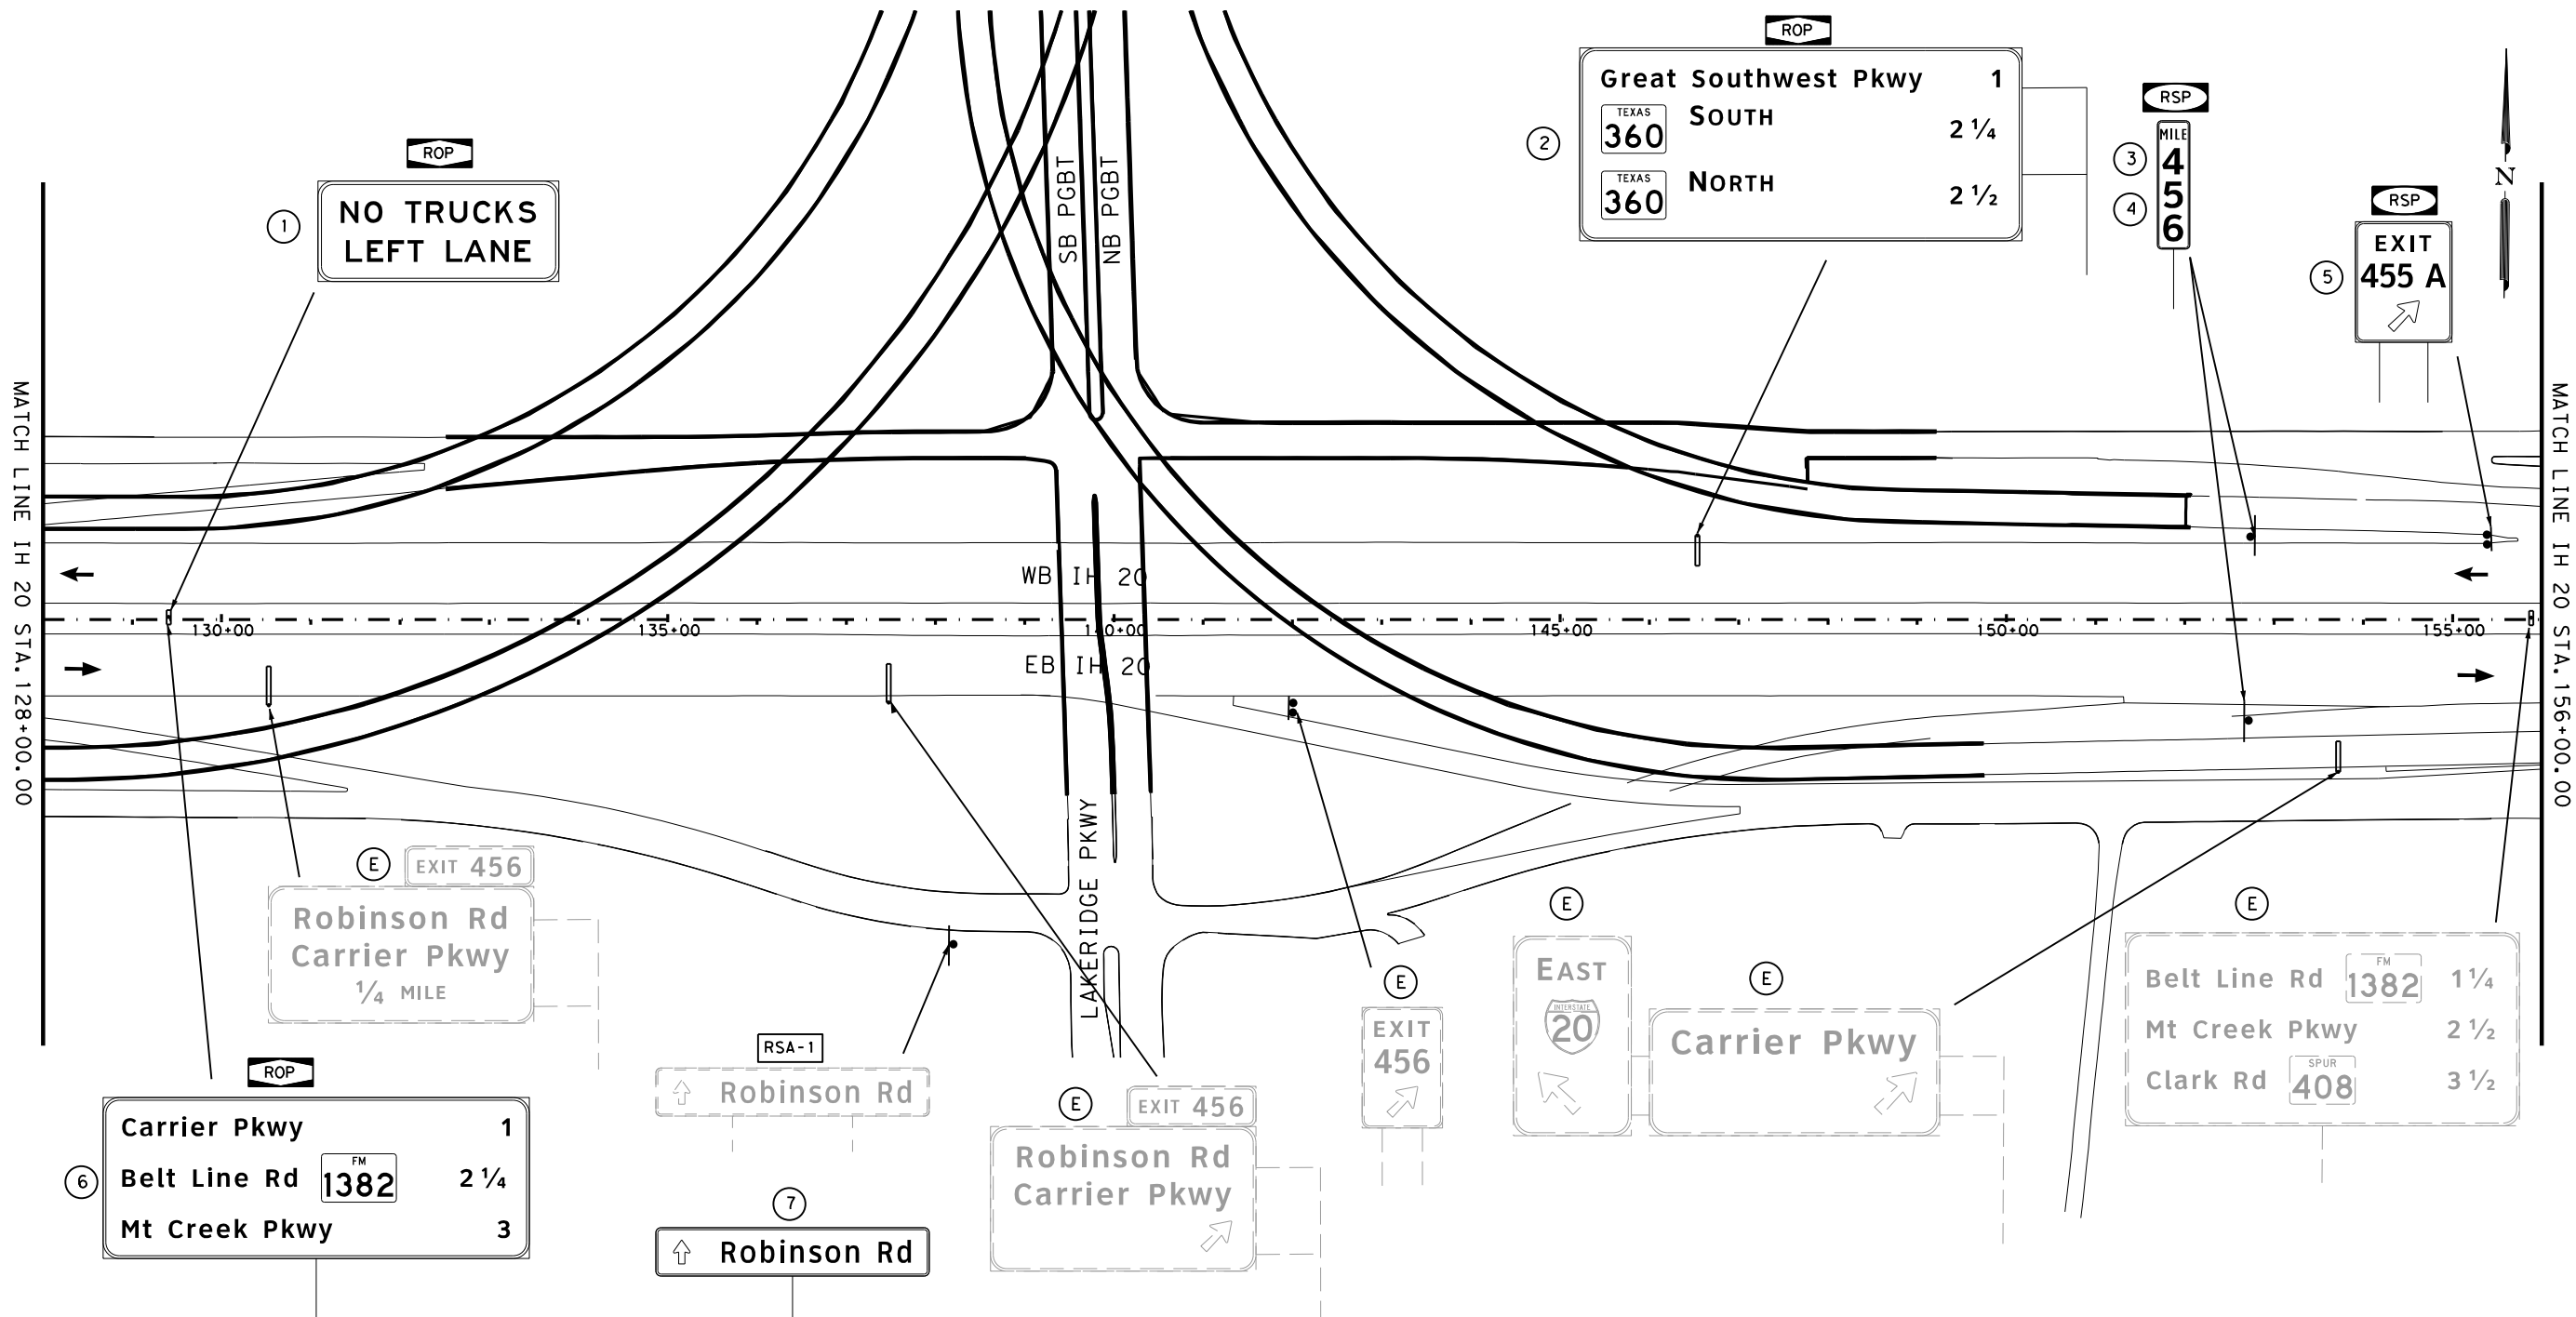 ROP
Great Southwest Pkwy 1
TEXAS 360 SOUTH 2 ¼
TEXAS 360 NORTH 2 ½
2
RSP
MILE
4
5
6
3
4
RSP
EXIT
455 A
5
N
ROP
NO TRUCKS
LEFT LANE
1
SB PGBT
NB PGBT
MATCH LINE IH 20 STA.128+00.00
MATCH LINE IH 20 STA.156+00.00
WB IH 20
130+00
135+00
140+00
145+00
150+00
155+00
EB IH 20
LAKERIDGE PKWY
E
EXIT 456
Robinson Rd
Carrier Pkwy
¼ MILE
ROP
6
Carrier Pkwy 1
Belt Line Rd FM 1382 2 ¼
Mt Creek Pkwy 3
RSA-1
Robinson Rd
7
Robinson Rd
E
EXIT 456
Robinson Rd
Carrier Pkwy
E
EXIT
456
E
EAST
INTERSTATE
20
E
Carrier Pkwy
E
Belt Line Rd FM 1382 1 ¼
Mt Creek Pkwy 2 ½
Clark Rd SPUR 408 3 ½